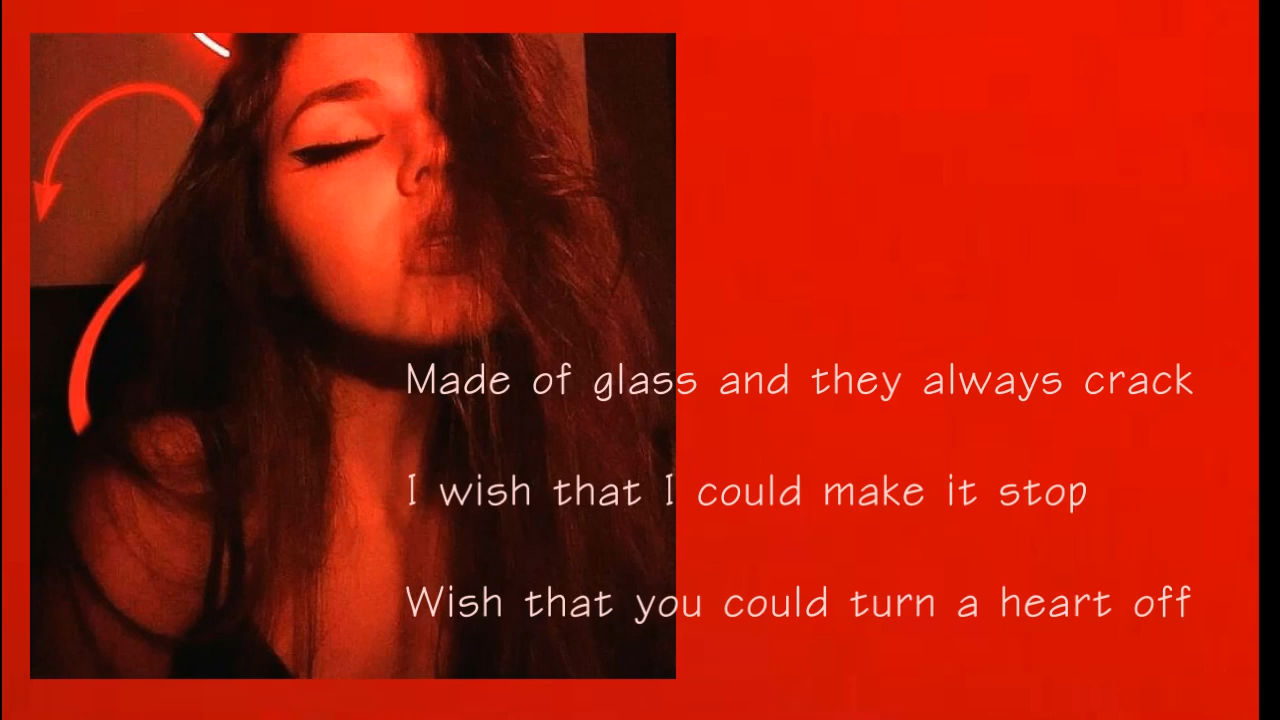 Made of glass and they always crack
I wish that I could make it stop
Wish that you could turn a heart off